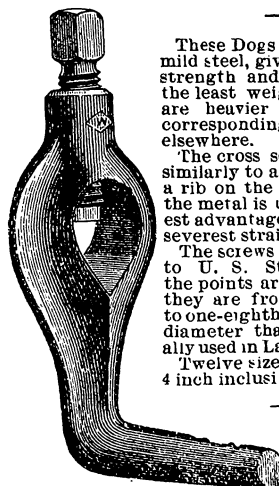 W
These Dogs
mild steel, giv
strength and
the least wei
are heavier
corresponding
elsewhere.
The cross s
similarly to a
a rib on the
the metal is u
est advantage
severest strai
The screws
to U. S. St
the points ar
they are fro
to one-eighth
diameter tha
ally used in La
Twelve size
4 inch inclusi